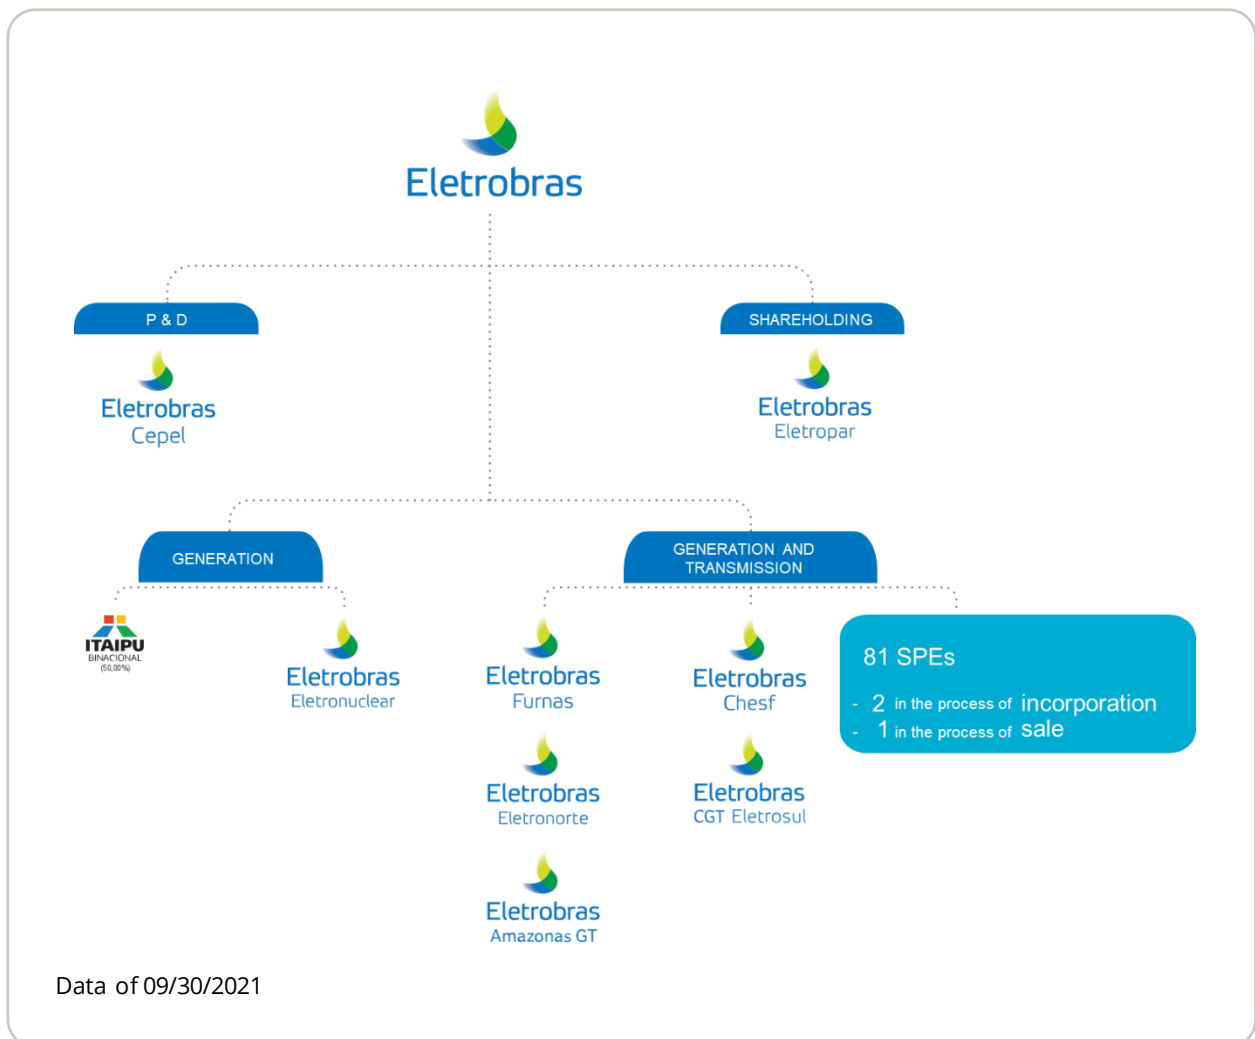 Eletrobras
P & D
SHAREHOLDING
Eletrobras
Cepel
Eletrobras
Eletropar
GENERATION
GENERATION AND
TRANSMISSION
ITAIPU
BINACIONAL
(50,00%)
Eletrobras
Eletronuclear
Eletrobras
Furnas
Eletrobras
Chesf
81 SPEs
- 2 in the process of incorporation
- 1 in the process of sale
Eletrobras
Eletronorte
Eletrobras
CGT Eletrosul
Eletrobras
Amazonas GT
Data of 09/30/2021